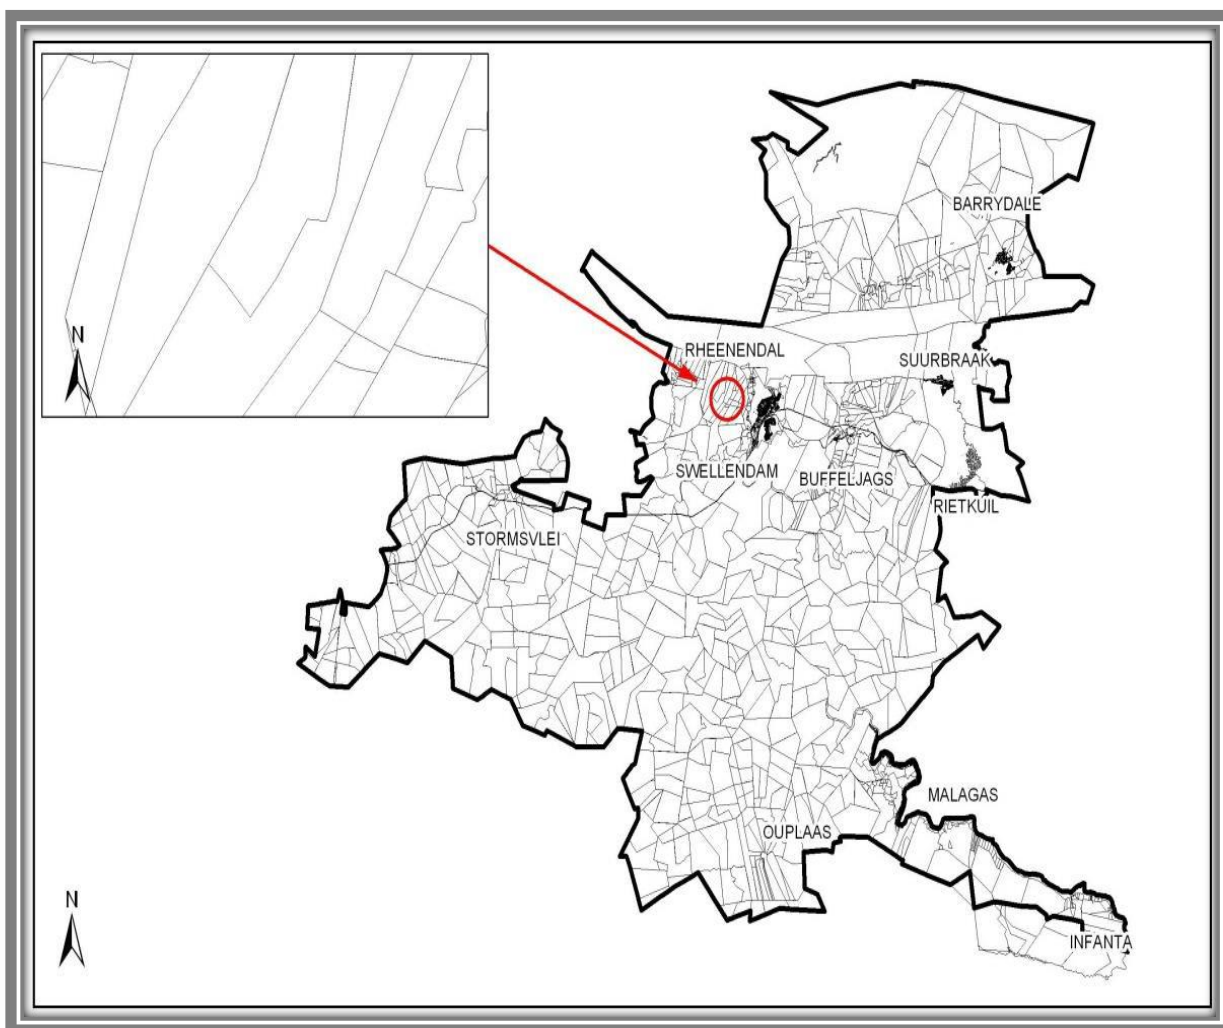 N
BARRYDALE
RHEENENDAL
SUURBRAAK
SWELLENDAM
BUFFELJAGS
RIETKUIL
STORMSVLEI
MALAGAS
OUPLAAS
N
INFANTA